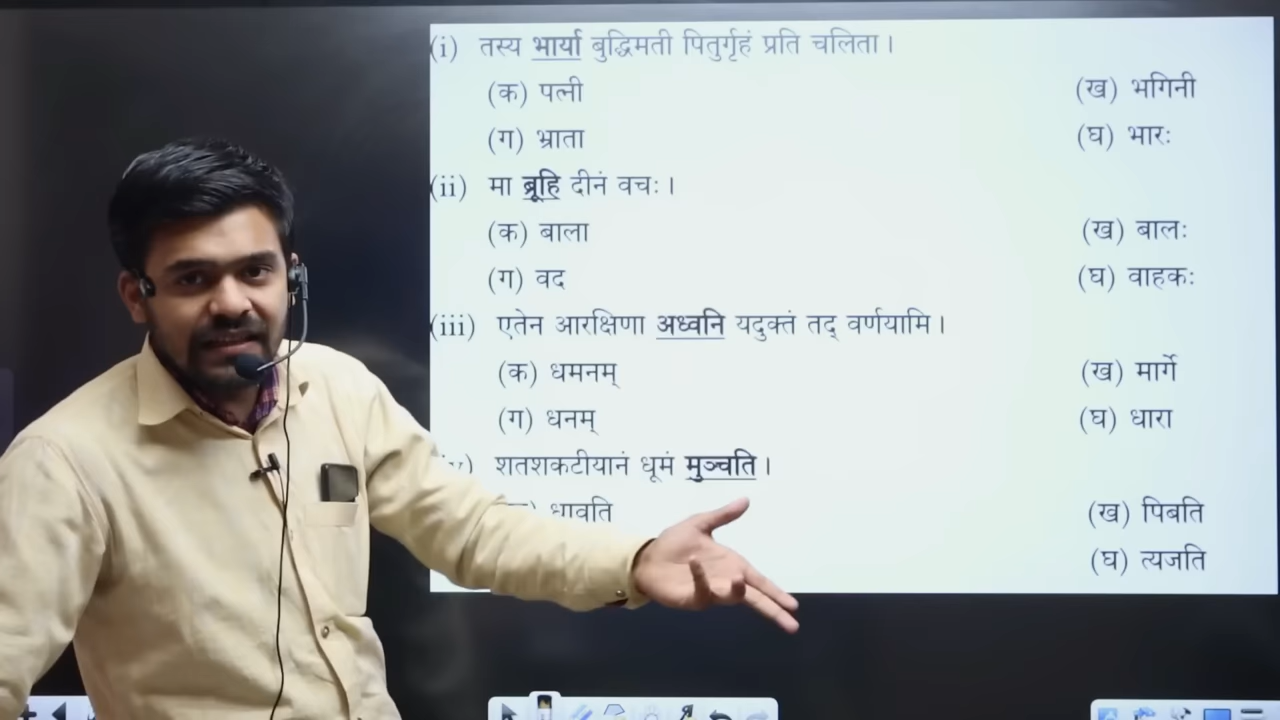 (i) तस्य भार्या बुद्धिमती पितुर्गृहं प्रति चलिता।
(क) पत्नी (ख) भगिनी
(ग) भ्राता (घ) भारः
(ii) मा ब्रूहि दीनं वचः।
(क) बाला (ख) बालः
(ग) वद (घ) वाहकः
(iii) एतेन आरक्षिणा अध्वनि यदुक्तं तद् वर्णयामि।
(क) धमनम् (ख) मार्गे
(ग) धनम् (घ) धारा
शतशकटीयानं धूमं मुञ्चति।
धावति (ख) पिबति
(घ) त्यजति